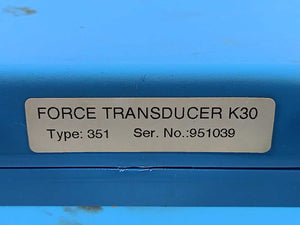 FORCE TRANSDUCER K30
Type: 351 Ser. No.:951039